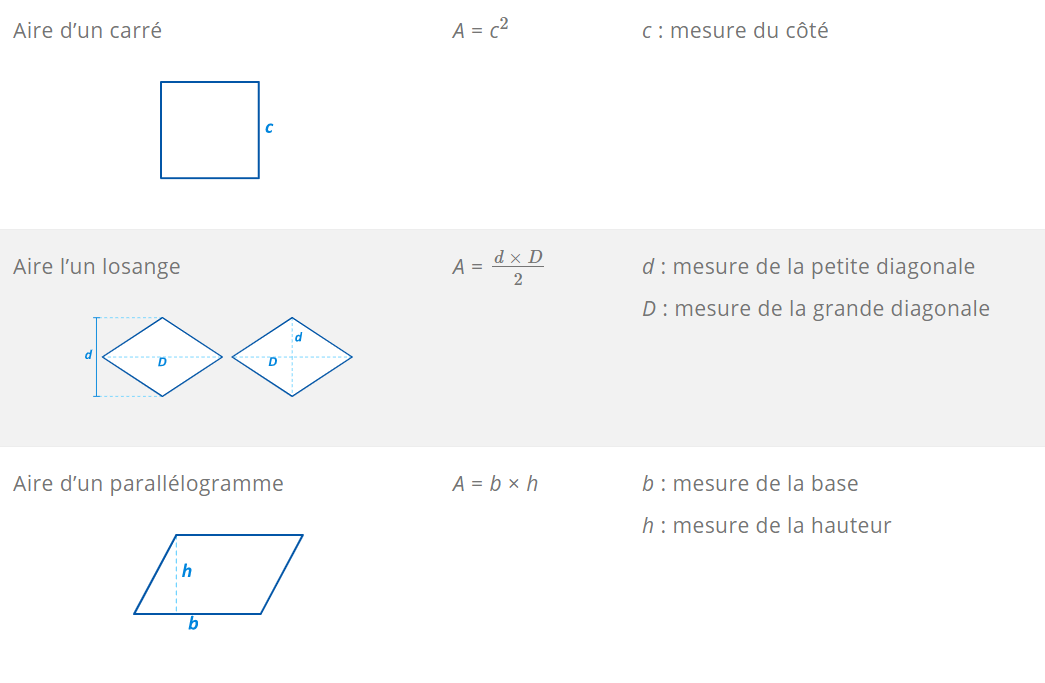 Aire d’un carré
A = c²
c : mesure du côté
c
Aire l’un losange
A = d × D / 2
d : mesure de la petite diagonale
D : mesure de la grande diagonale
d
D
d
D
Aire d’un parallélogramme
A = b × h
b : mesure de la base
h : mesure de la hauteur
h
b